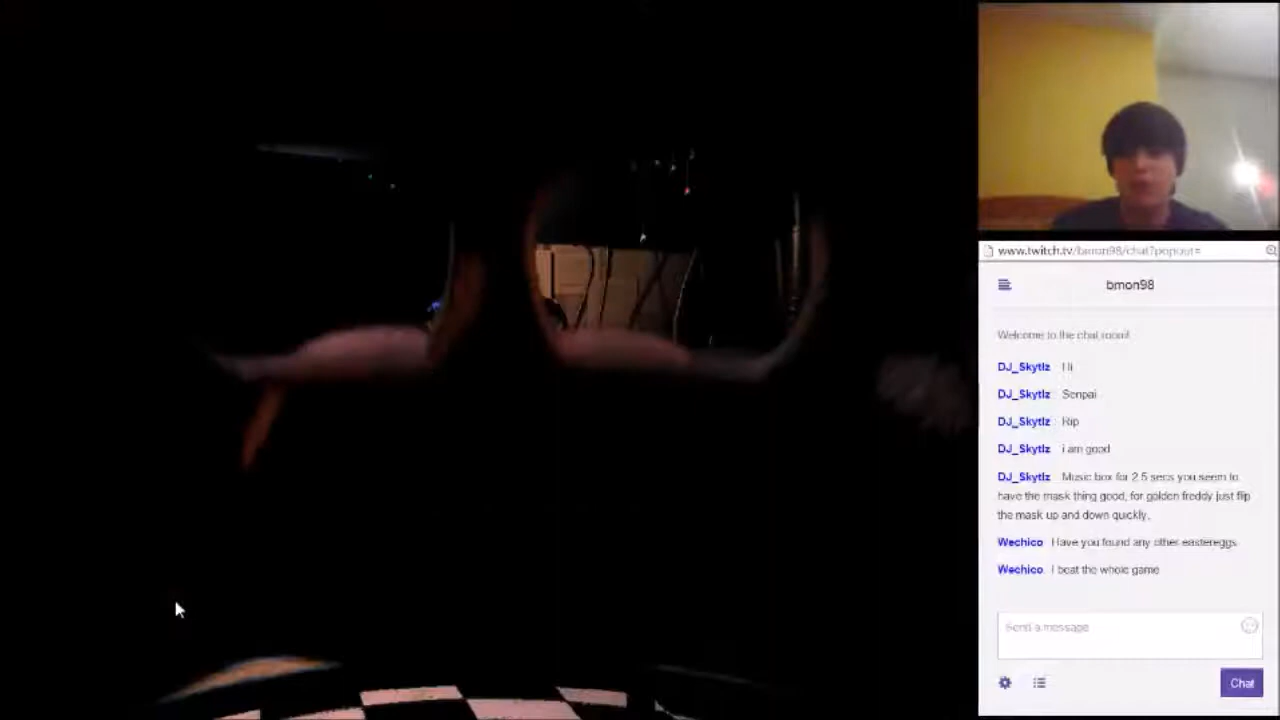 www.twitch.tv/bmon98/chat?popout=
bmon98
Welcome to the chat room!
DJ_Skytlz: Hi
DJ_Skytlz: Senpai
DJ_Skytlz: Rip
DJ_Skytlz: i am good
DJ_Skytlz: Music box for 2.5 secs you seem to
have the mask thing good, for golden freddy just flip
the mask up and down quickly.
Wechico: Have you found any other eastereggs
Wechico: I beat the whole game
Send a message
Chat